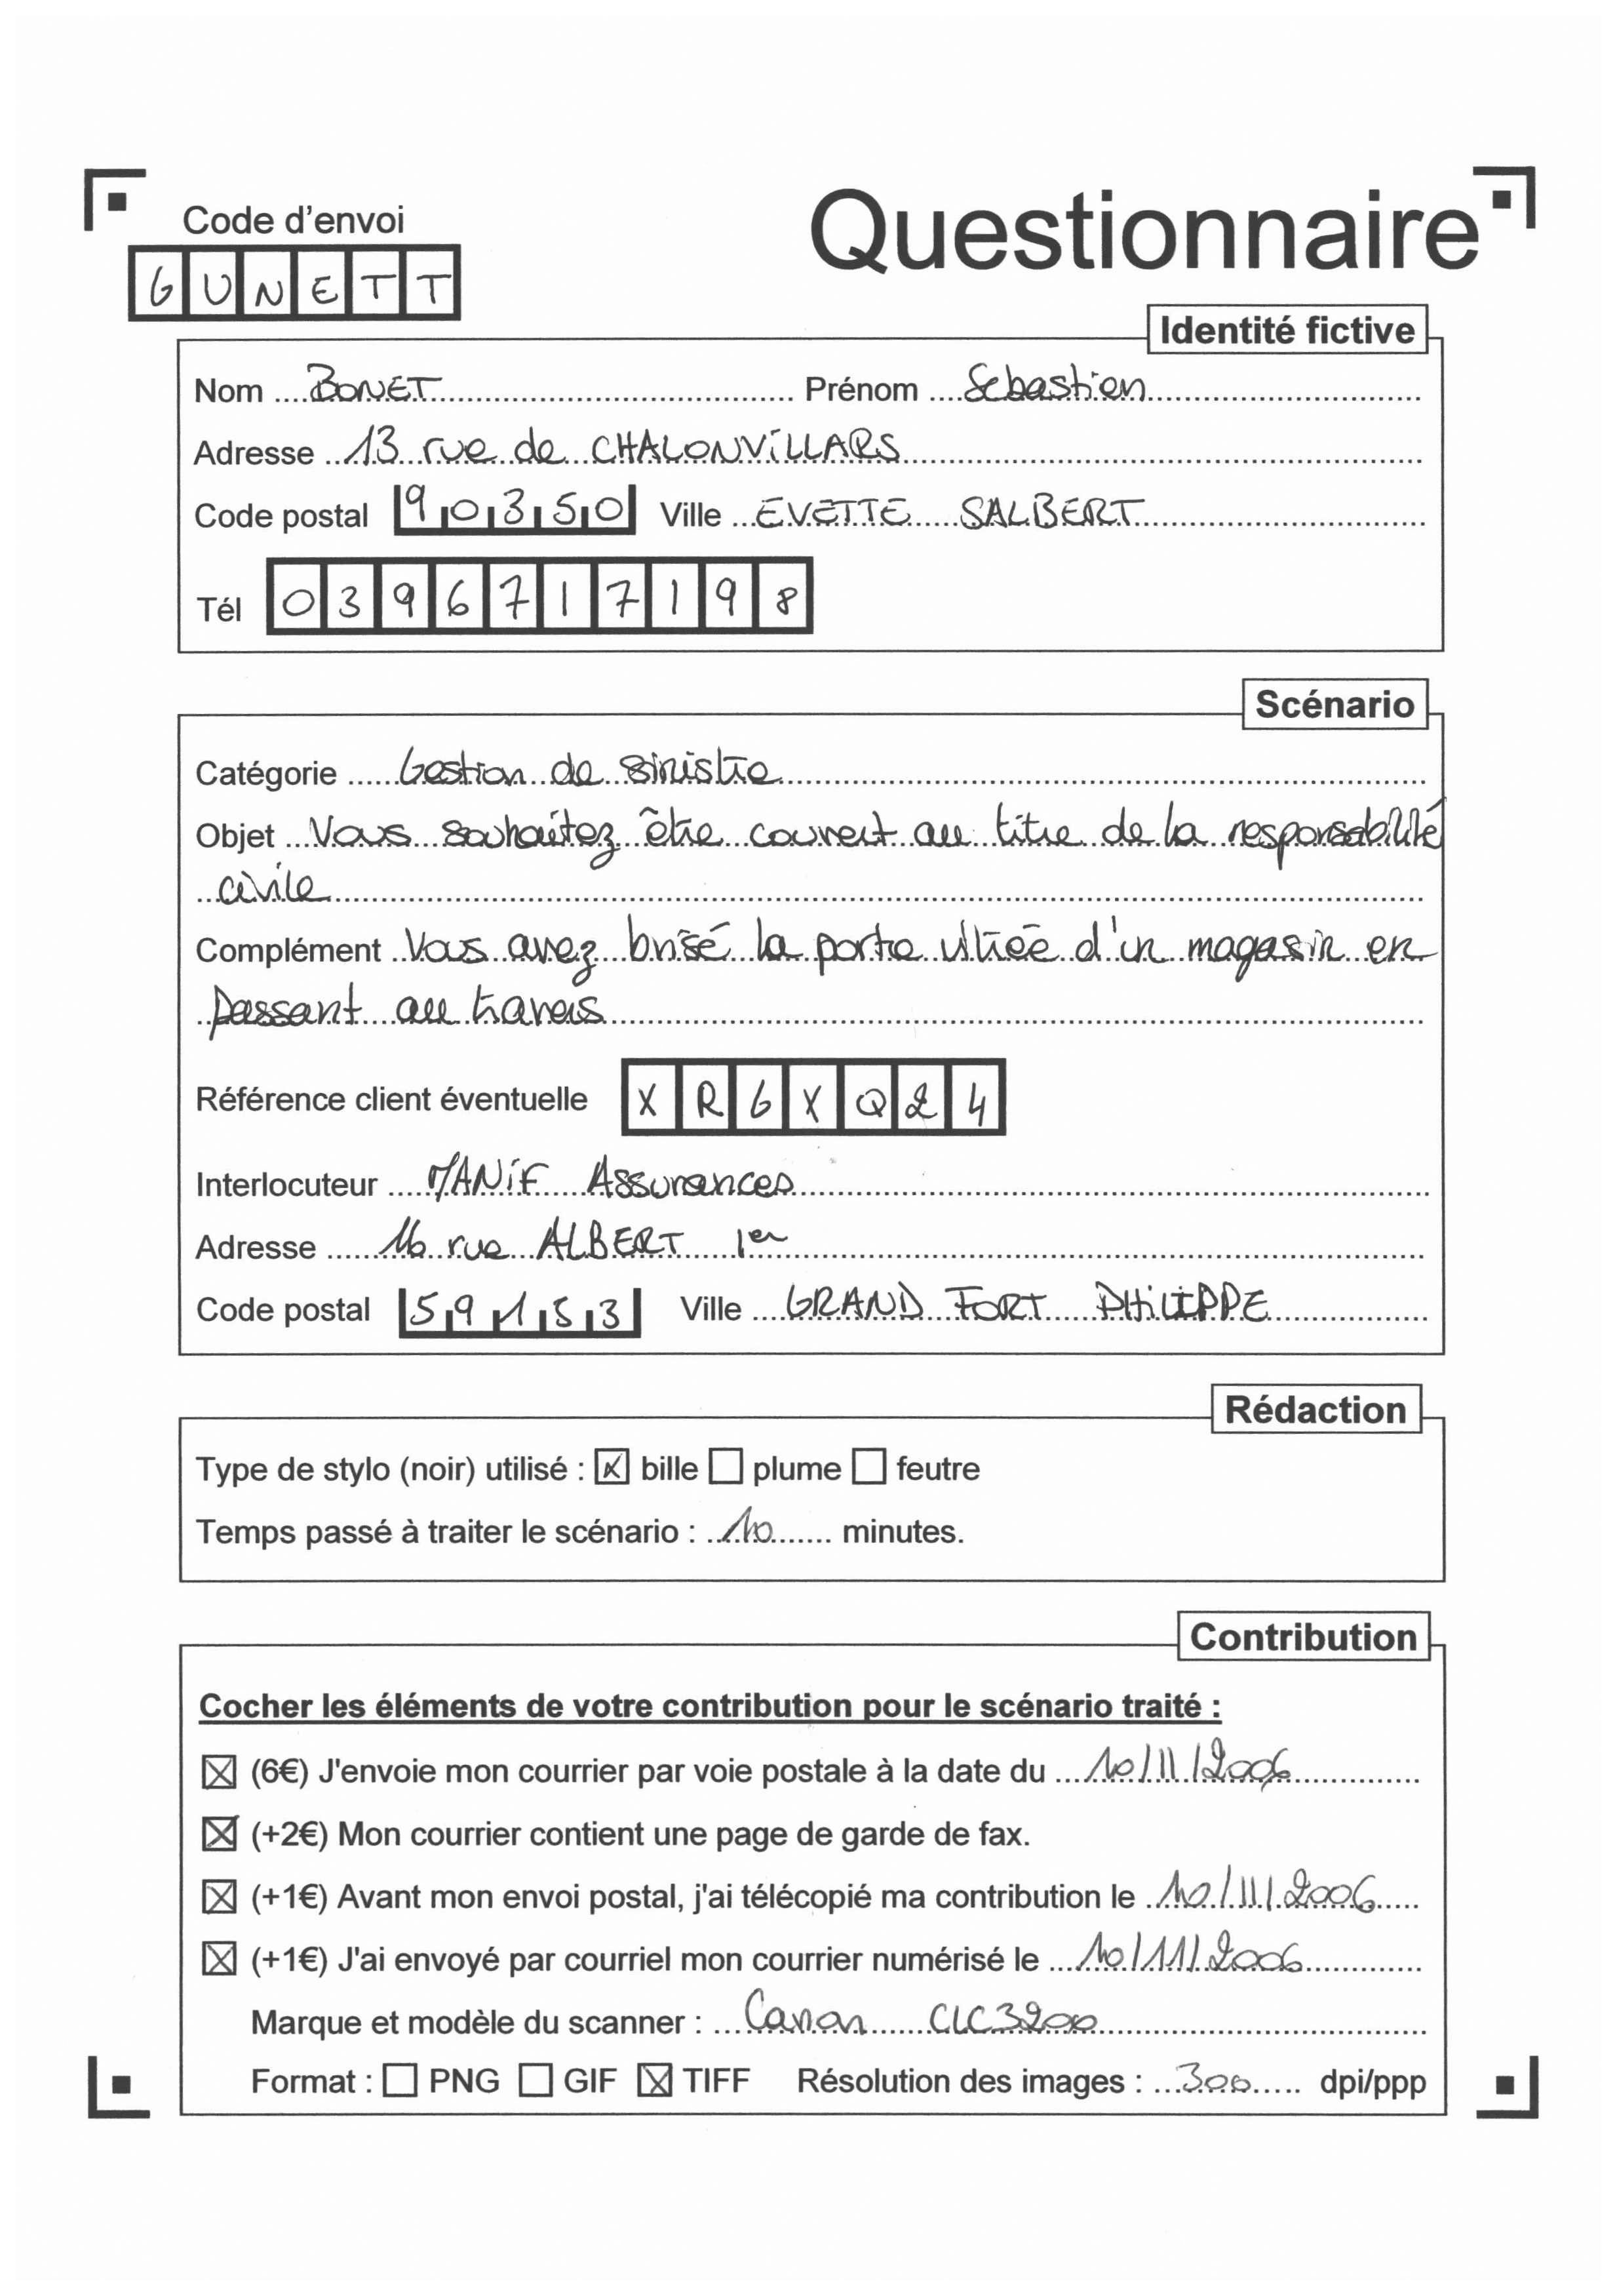 Code d'envoi
Questionnaire
GUNETT
Identité fictive
Nom BONET Prénom Sebastien
Adresse 13 rue de CHALONVILLARS
Code postal 90350 Ville EVETTE SALBERT
Tél 0396717198
Scénario
Catégorie Gestion de sinistre
Objet Vous souhaitez être couvert au titre de la responsabilité
civile
Complément Vous avez brisé la porte vitrée d'un magasin en
passant au travers
Référence client éventuelle XRGXQ24
Interlocuteur MANIF Assurances
Adresse 16 rue ALBERT 1er
Code postal 59153 Ville GRAND FORT PHILIPPE
Rédaction
Type de stylo (noir) utilisé : ☒ bille ☐ plume ☐ feutre
Temps passé à traiter le scénario : 10 minutes.
Contribution
Cocher les éléments de votre contribution pour le scénario traité :
☒ (6€) J'envoie mon courrier par voie postale à la date du 10/11/2006
☒ (+2€) Mon courrier contient une page de garde de fax.
☒ (+1€) Avant mon envoi postal, j'ai télécopié ma contribution le 10/11/2006
☒ (+1€) J'ai envoyé par courriel mon courrier numérisé le 10/11/2006
Marque et modèle du scanner : Canon CLC3200
Format : ☐ PNG ☐ GIF ☒ TIFF Résolution des images : 300 dpi/ppp